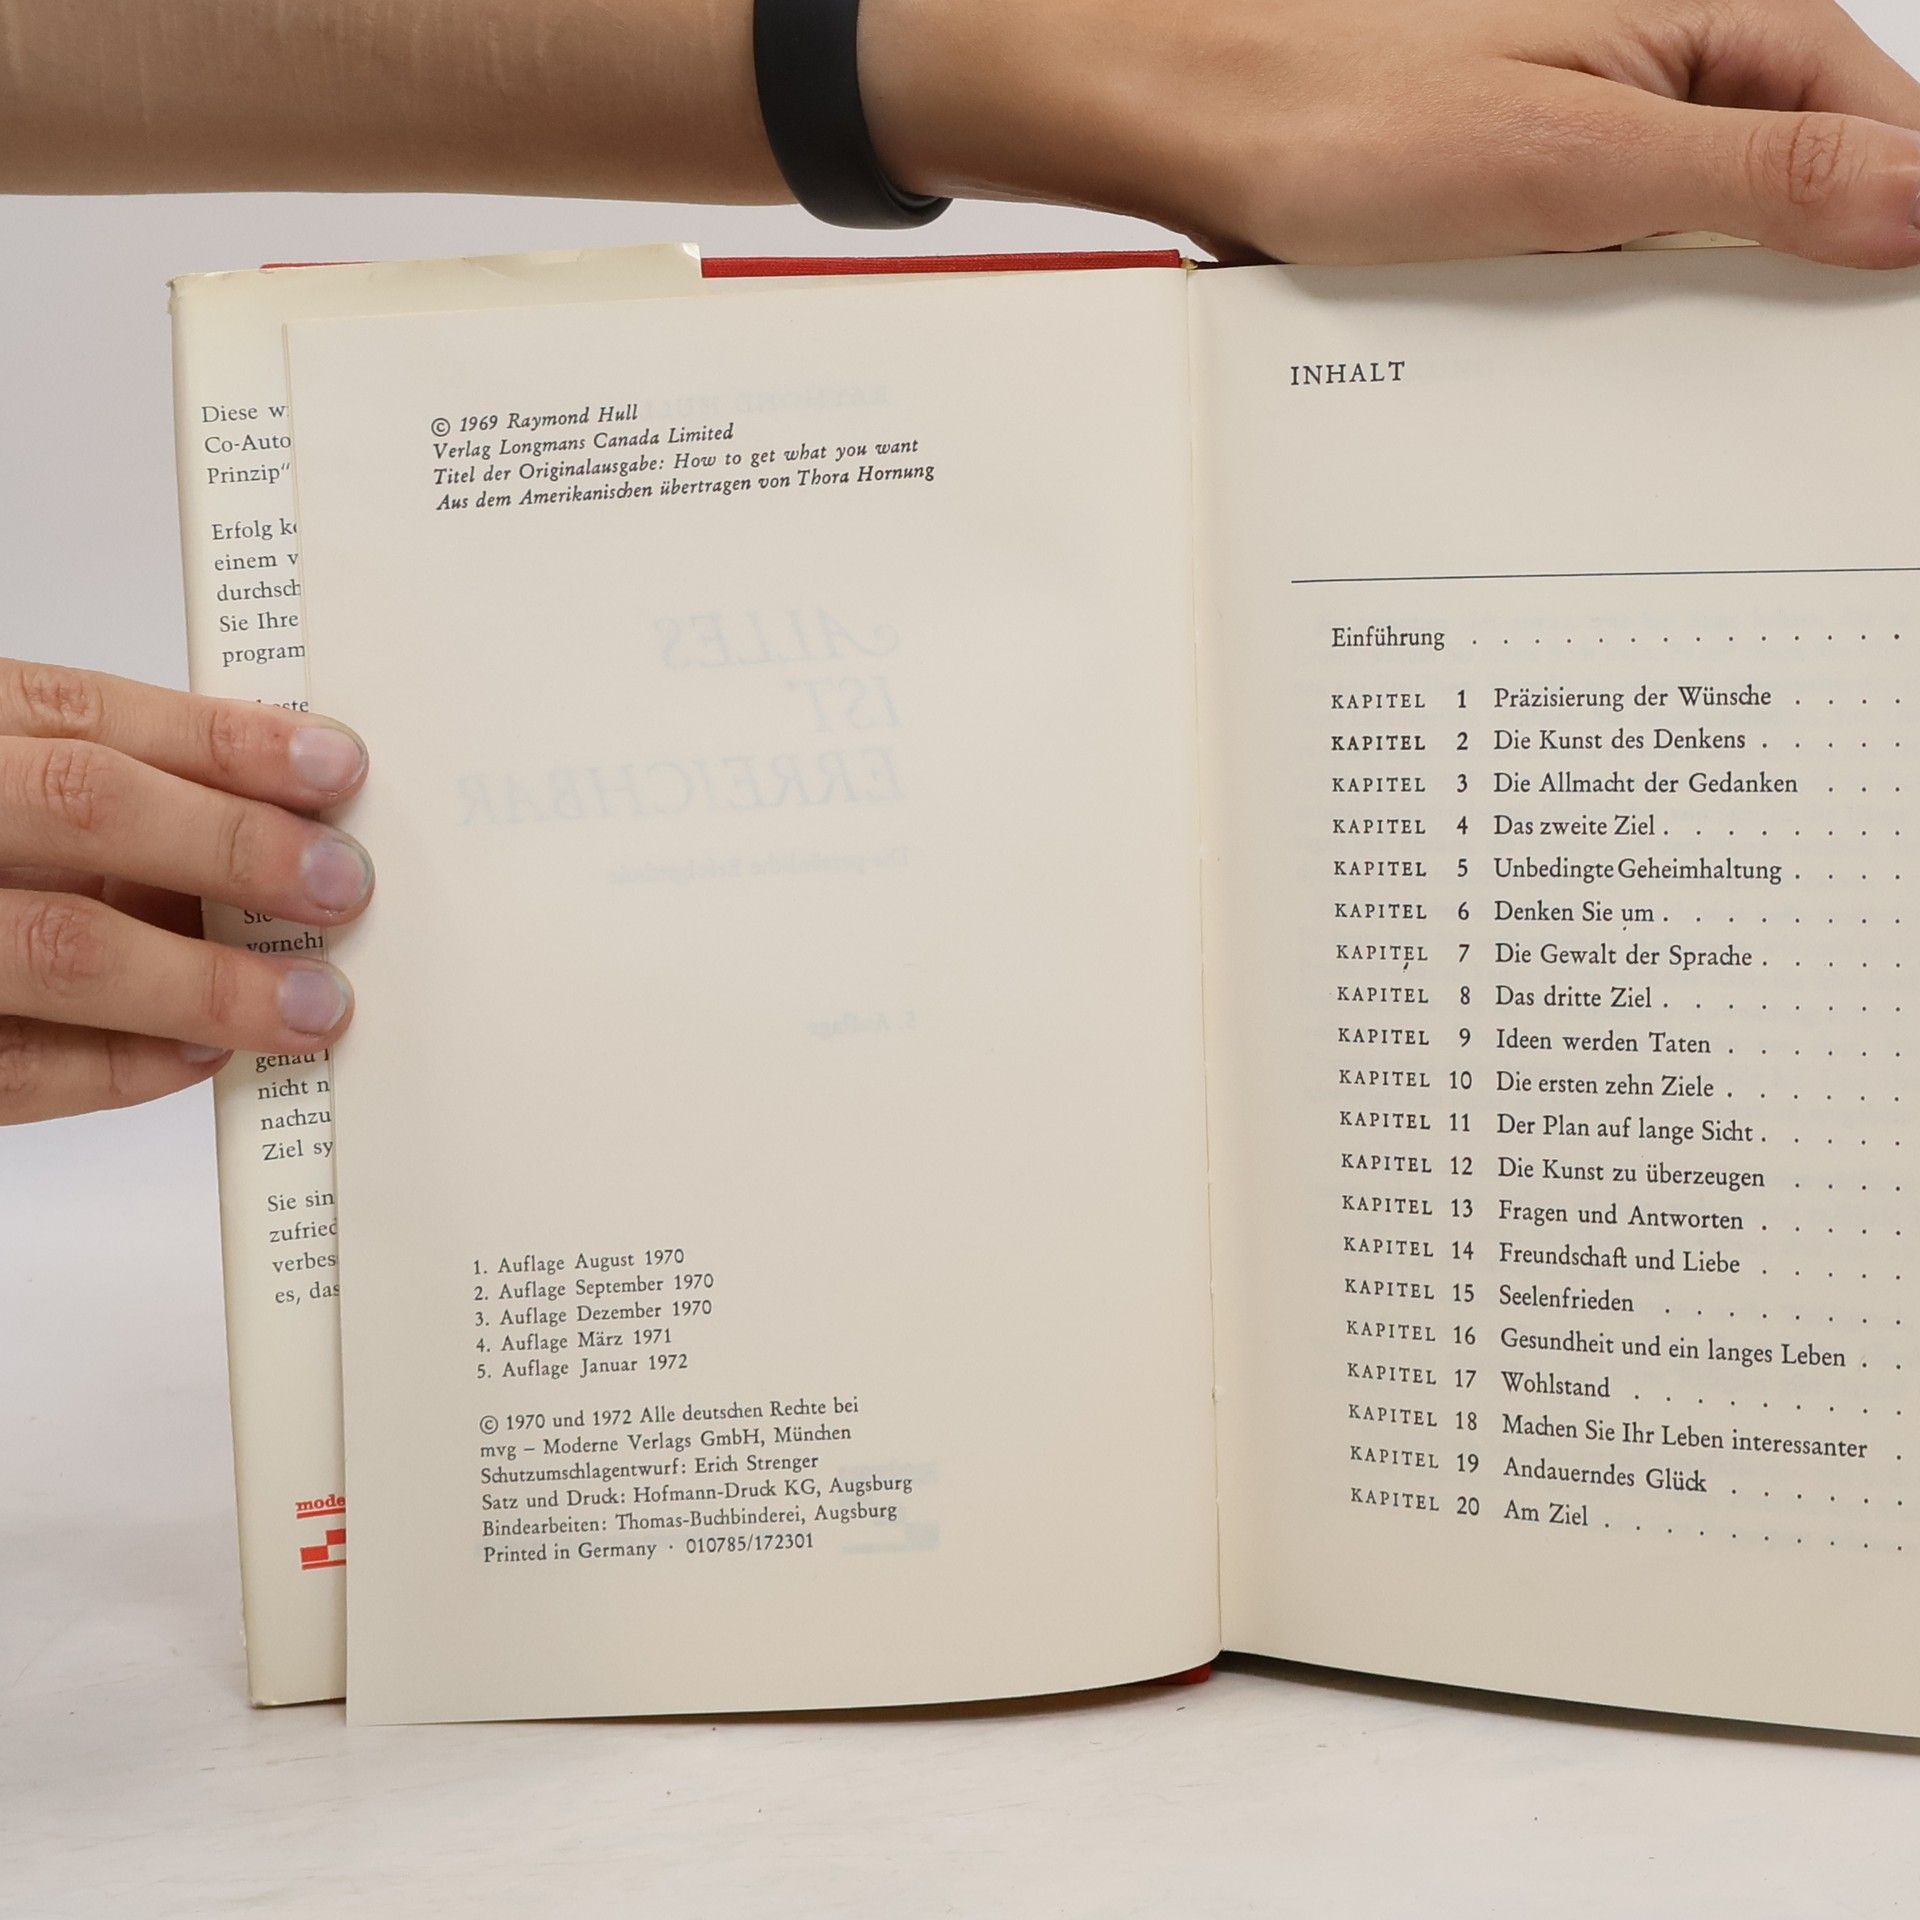 Diese w
Co-Auto
Prinzip“
Erfolg k
einem v
durchsch
Sie Ihre
program
Sie
vorneh
genau
nicht n
nachzu
Ziel sy
Sie sin
zufried
verbes
es, das
mode
© 1969 Raymond Hull
Verlag Longmans Canada Limited
Titel der Originalausgabe: How to get what you want
Aus dem Amerikanischen übertragen von Thora Hornung
ALLES
IST
ERREICHBAR
5. Auflage
1. Auflage August 1970
2. Auflage September 1970
3. Auflage Dezember 1970
4. Auflage März 1971
5. Auflage Januar 1972
© 1970 und 1972 Alle deutschen Rechte bei
mvg – Moderne Verlags GmbH, München
Schutzumschlagentwurf: Erich Strenger
Satz und Druck: Hofmann-Druck KG, Augsburg
Bindearbeiten: Thomas-Buchbinderei, Augsburg
Printed in Germany · 010785/172301
INHALT
Einführung . . . . . . . . . . . . . .
KAPITEL 1 Präzisierung der Wünsche . . . .
KAPITEL 2 Die Kunst des Denkens . . . . .
KAPITEL 3 Die Allmacht der Gedanken . . .
KAPITEL 4 Das zweite Ziel . . . . . . . .
KAPITEL 5 Unbedingte Geheimhaltung . . . .
KAPITEL 6 Denken Sie um . . . . . . . .
KAPITEL 7 Die Gewalt der Sprache . . . . .
KAPITEL 8 Das dritte Ziel . . . . . . . .
KAPITEL 9 Ideen werden Taten . . . . . .
KAPITEL 10 Die ersten zehn Ziele . . . . . .
KAPITEL 11 Der Plan auf lange Sicht . . . . .
KAPITEL 12 Die Kunst zu überzeugen . . . .
KAPITEL 13 Fragen und Antworten . . . . .
KAPITEL 14 Freundschaft und Liebe . . . . .
KAPITEL 15 Seelenfrieden . . . . . . . .
KAPITEL 16 Gesundheit und ein langes Leben . .
KAPITEL 17 Wohlstand . . . . . . . . .
KAPITEL 18 Machen Sie Ihr Leben interessanter .
KAPITEL 19 Andauerndes Glück . . . . . .
KAPITEL 20 Am Ziel . . . . . . . . . .